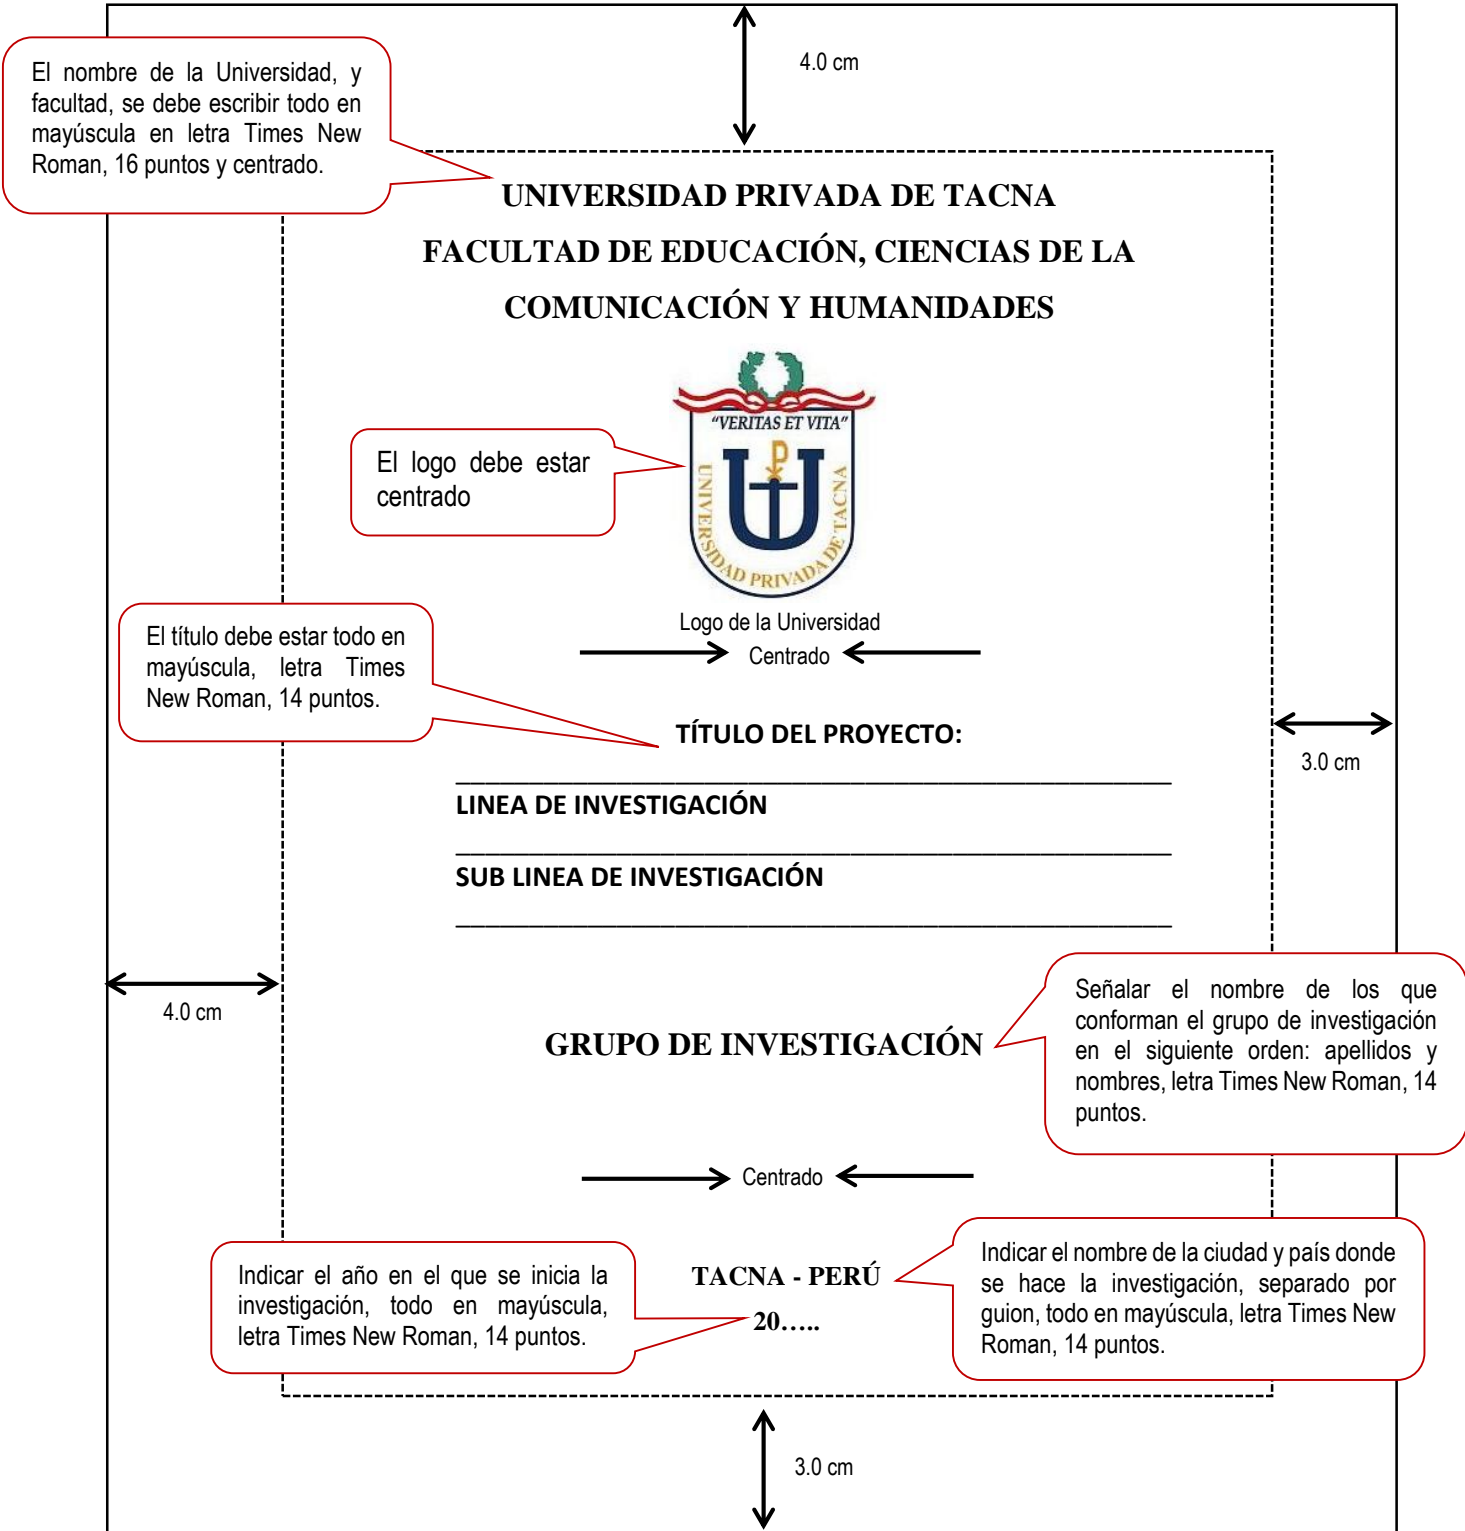 4.0 cm
El nombre de la Universidad, y
facultad, se debe escribir todo en
mayúscula en letra Times New
Roman, 16 puntos y centrado.
UNIVERSIDAD PRIVADA DE TACNA
FACULTAD DE EDUCACIÓN, CIENCIAS DE LA
COMUNICACIÓN Y HUMANIDADES
"VERITAS ET VITA"
UNIVERSIDAD PRIVADA DE TACNA
El logo debe estar
centrado
Logo de la Universidad
Centrado
El título debe estar todo en
mayúscula, letra Times
New Roman, 14 puntos.
TÍTULO DEL PROYECTO:
3.0 cm
LINEA DE INVESTIGACIÓN
SUB LINEA DE INVESTIGACIÓN
4.0 cm
GRUPO DE INVESTIGACIÓN
Señalar el nombre de los que
conforman el grupo de investigación
en el siguiente orden: apellidos y
nombres, letra Times New Roman, 14
puntos.
Centrado
Indicar el año en el que se inicia la
investigación, todo en mayúscula,
letra Times New Roman, 14 puntos.
TACNA - PERÚ
20…..
Indicar el nombre de la ciudad y país donde
se hace la investigación, separado por
guion, todo en mayúscula, letra Times New
Roman, 14 puntos.
3.0 cm